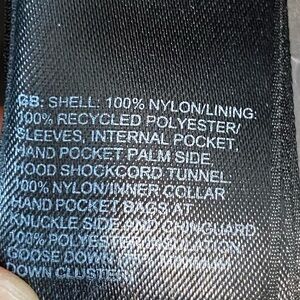 GB: SHELL: 100% NYLON/LINING:
100% RECYCLED POLYESTER/
SLEEVES, INTERNAL POCKET,
HAND POCKET PALM SIDE
HOOD SHOCKCORD TUNNEL
100% NYLON/INNER COLLAR
HAND POCKET BAGS AT
KNUCKLE SIDE AND CHINGUARD
100% POLYESTER/INSULATION
GOOSE DOWN
DOWN CLUSTER)